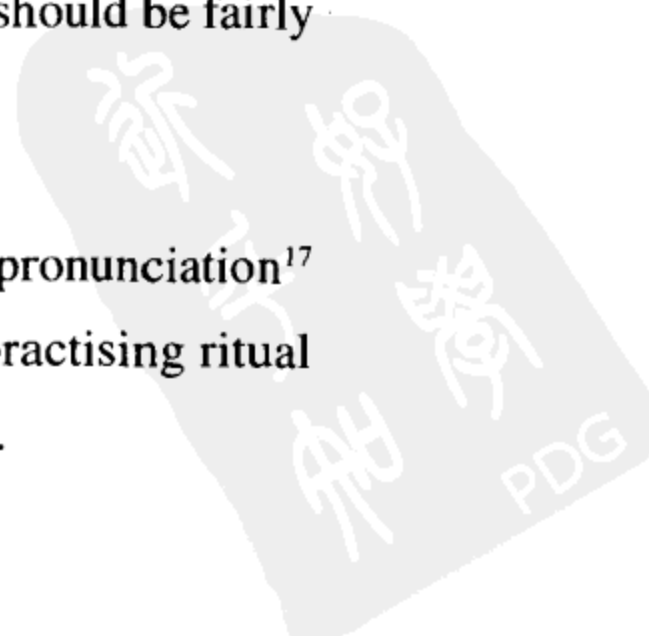 should be fairly
pronunciation¹⁷
ractising ritual
.
PDG